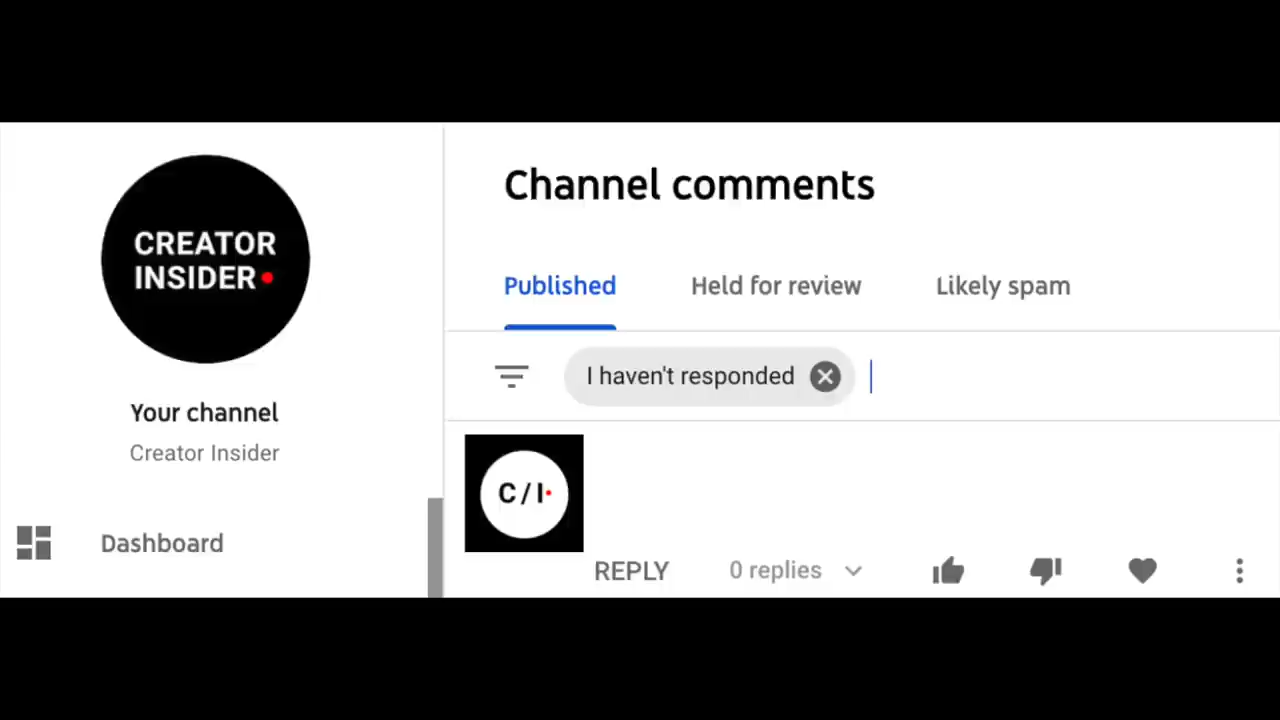 CREATOR
INSIDER
Your channel
Creator Insider
Dashboard
Channel comments
Published Held for review Likely spam
I haven't responded
C/I
REPLY 0 replies